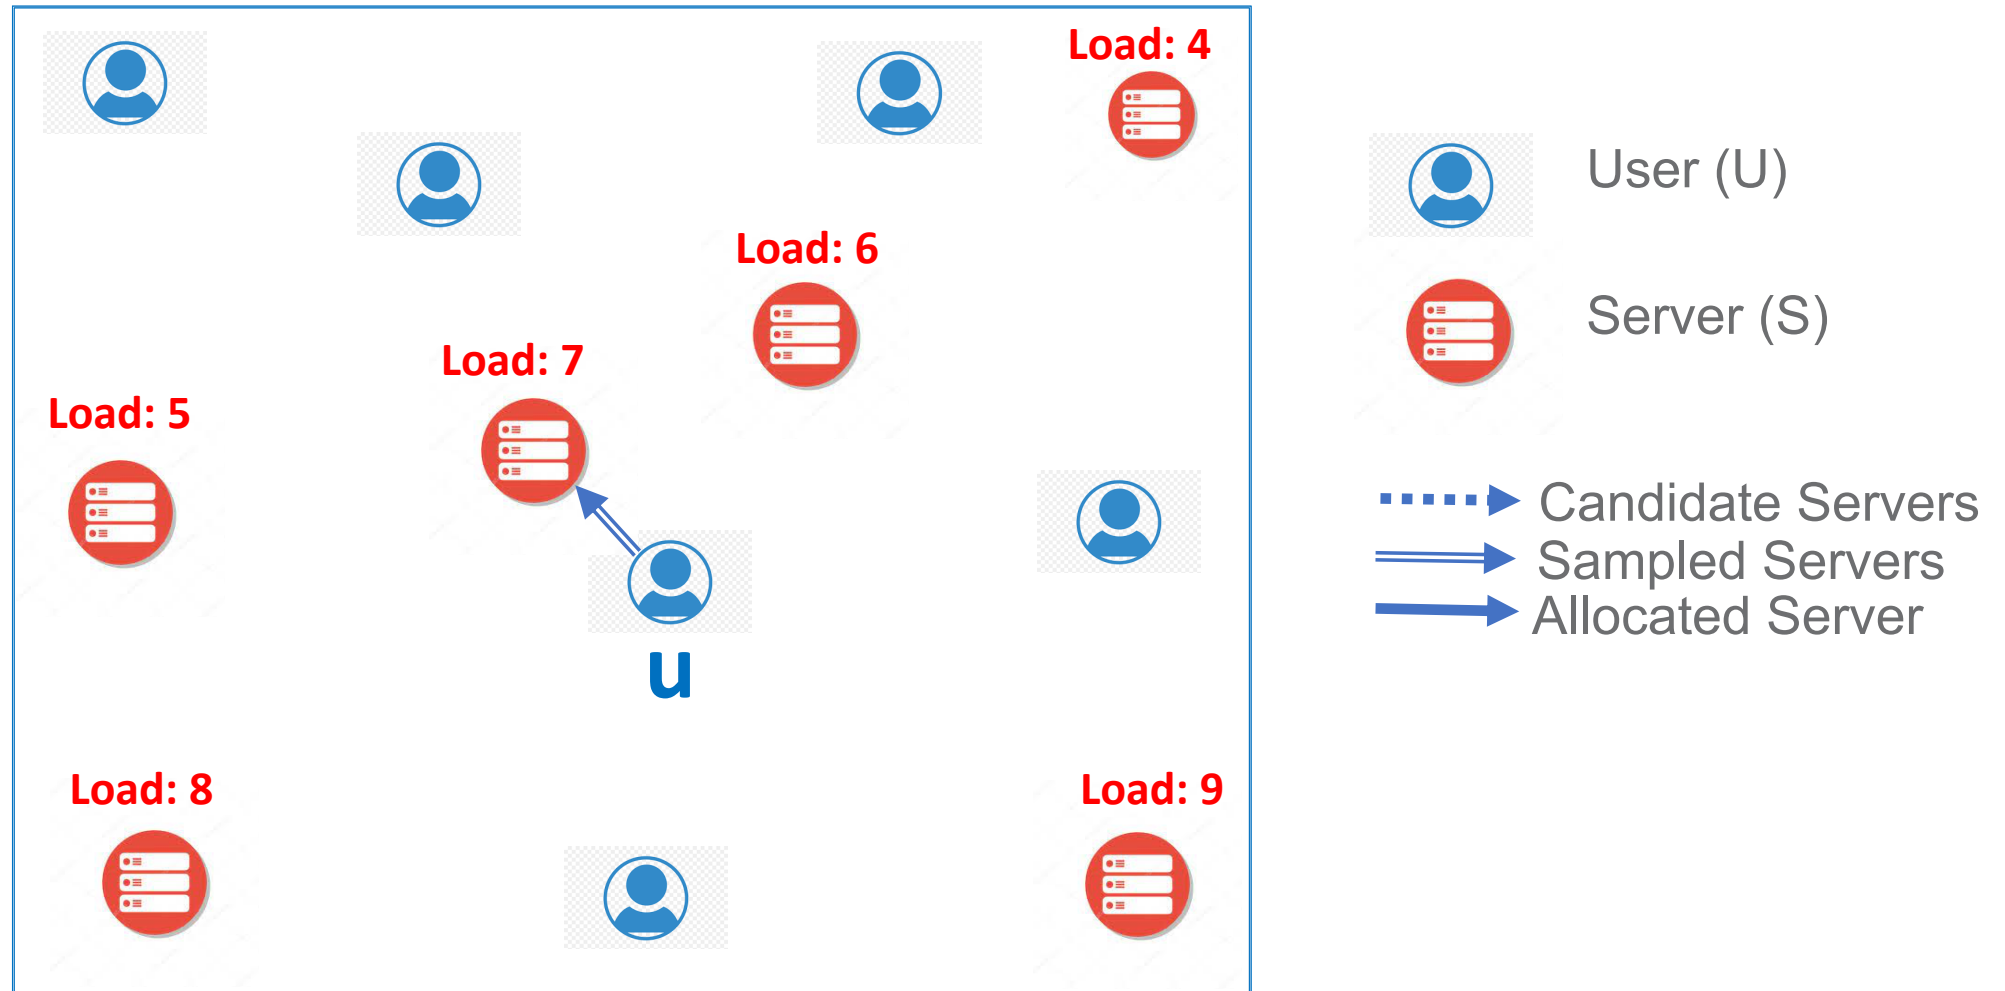 Load: 4
Load: 6
Load: 7
Load: 5
u
Load: 8
Load: 9
User (U)
Server (S)
Candidate Servers
Sampled Servers
Allocated Server